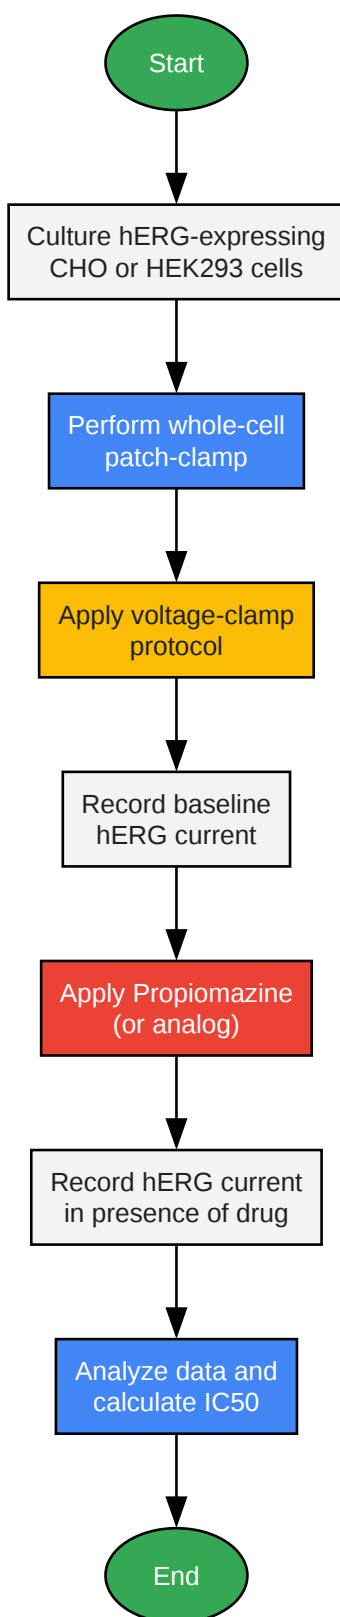 Start
Culture hERG-expressing
CHO or HEK293 cells
Perform whole-cell
patch-clamp
Apply voltage-clamp
protocol
Record baseline
hERG current
Apply Propiomazine
(or analog)
Record hERG current
in presence of drug
Analyze data and
calculate IC50
End